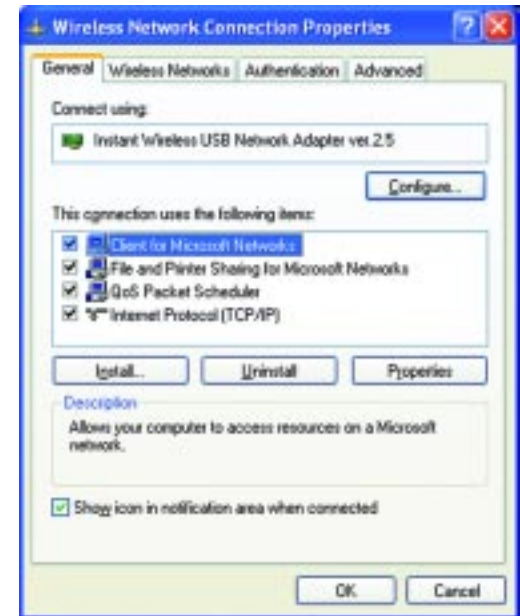 Wireless Network Connection Properties
General Wireless Networks Authentication Advanced
Connect using:
Instant Wireless USB Network Adapter ver.2.5
Configure...
This connection uses the following items:
Client for Microsoft Networks
File and Printer Sharing for Microsoft Networks
QoS Packet Scheduler
Internet Protocol (TCP/IP)
Install... Uninstall Properties
Description
Allows your computer to access resources on a Microsoft
network.
Show icon in notification area when connected
OK Cancel